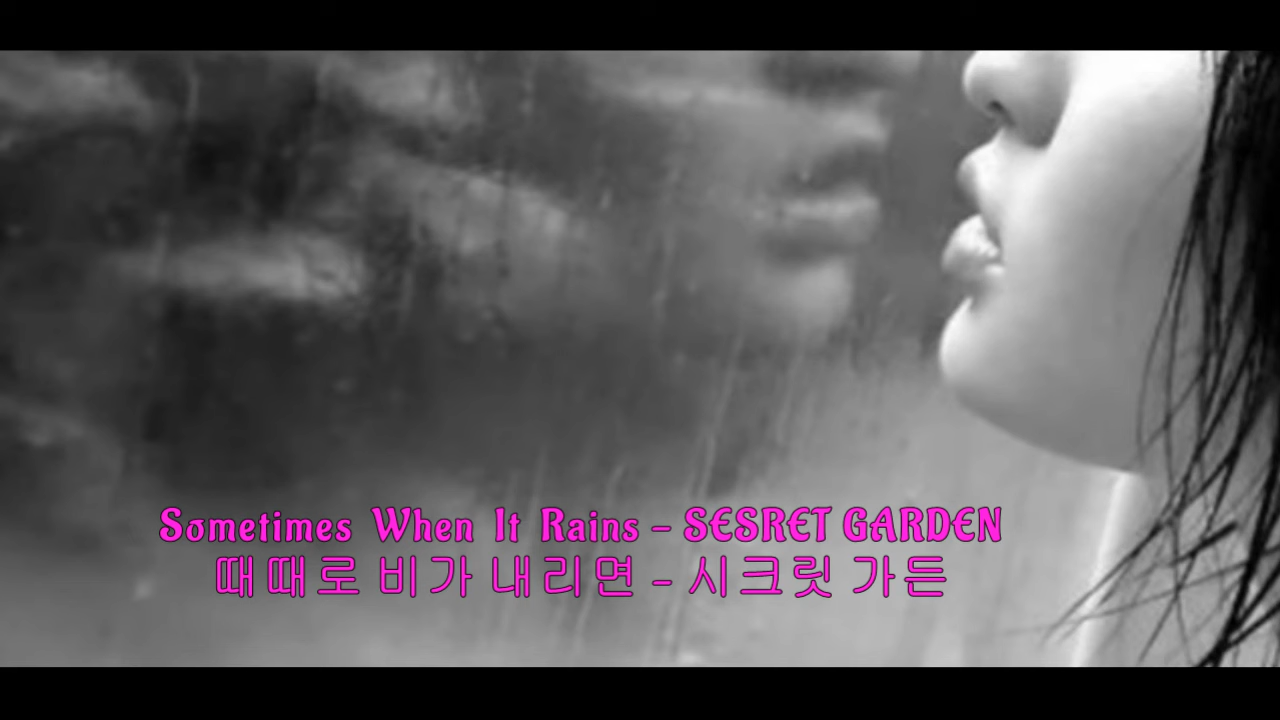 Sometimes When It Rains - SESRET GARDEN
때때로 비가 내리면 - 시크릿 가든